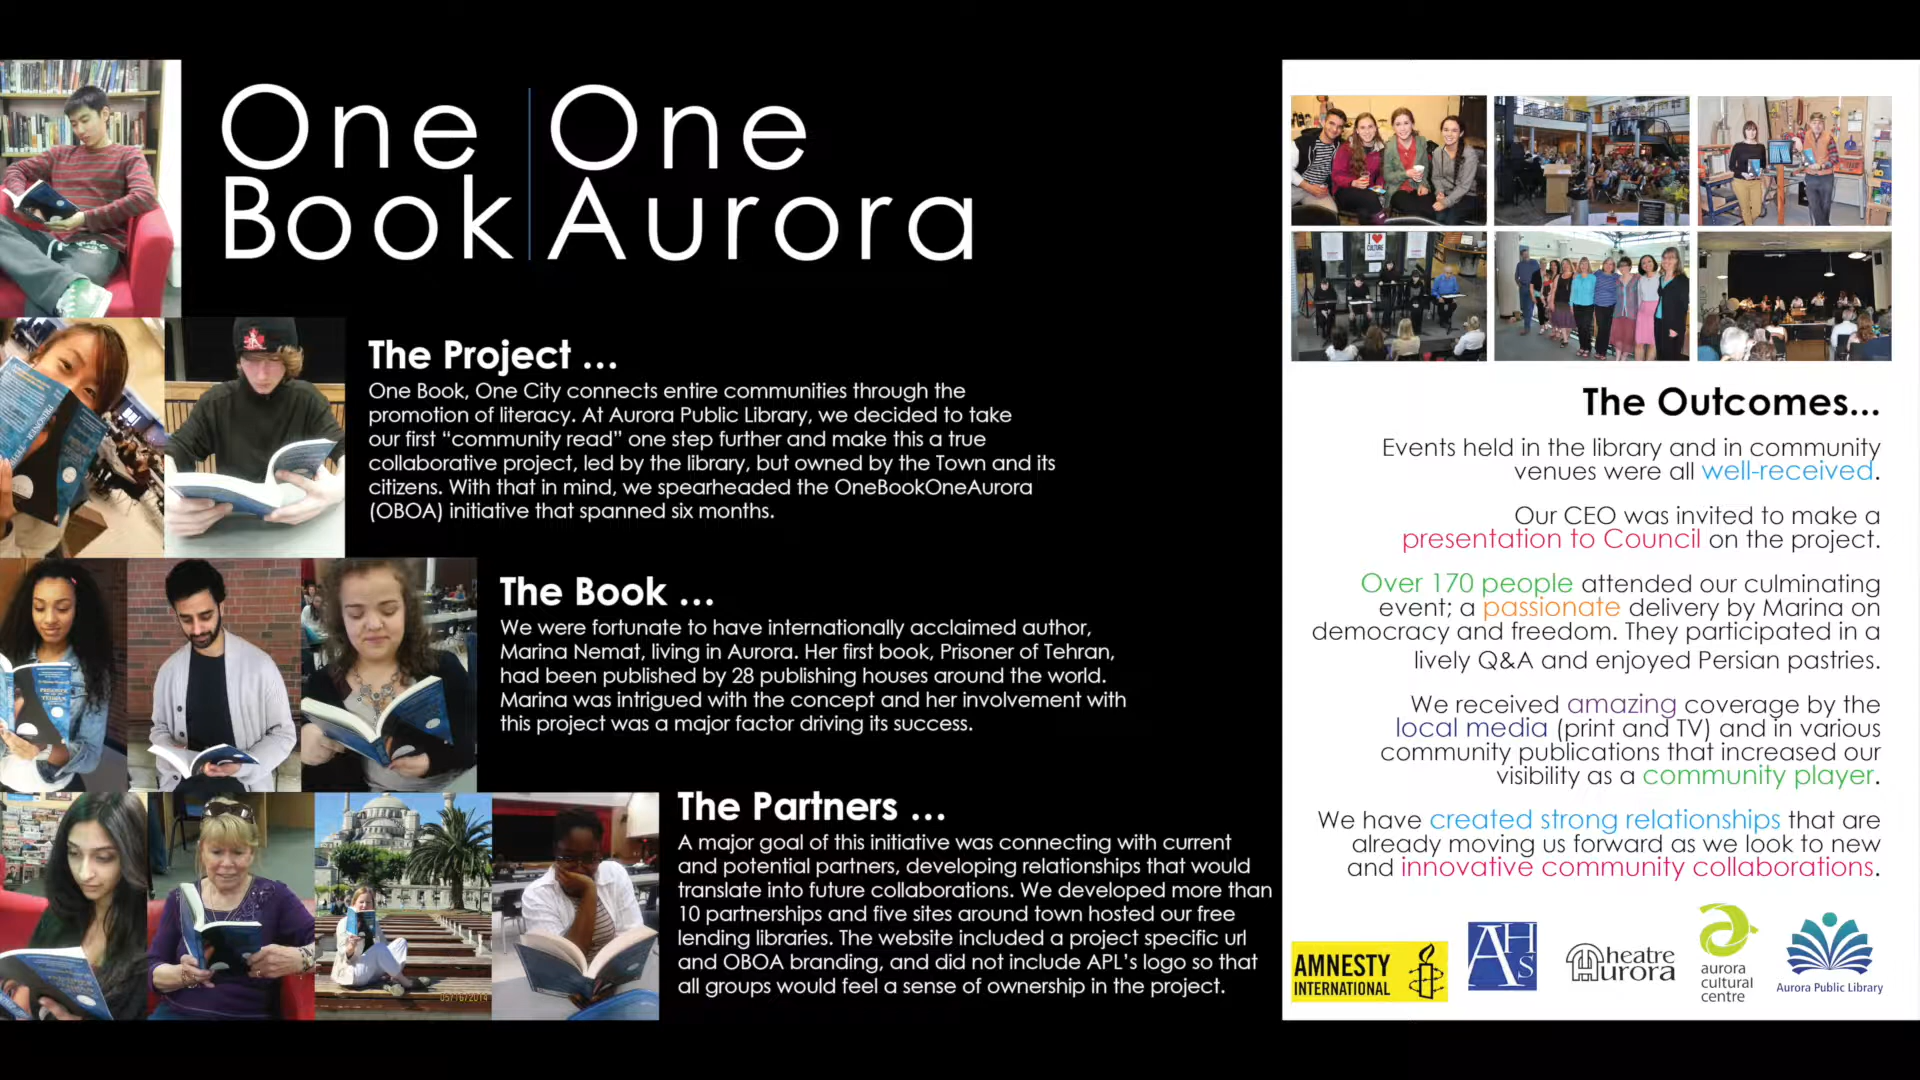 One One
Book Aurora
The Project ...
One Book, One City connects entire communities through the
promotion of literacy. At Aurora Public Library, we decided to take
our first “community read” one step further and make this a true
collaborative project, led by the library, but owned by the Town and its
citizens. With that in mind, we spearheaded the OneBookOneAurora
(OBOA) initiative that spanned six months.
The Book ...
We were fortunate to have internationally acclaimed author,
Marina Nemat, living in Aurora. Her first book, Prisoner of Tehran,
had been published by 28 publishing houses around the world.
Marina was intrigued with the concept and her involvement with
this project was a major factor driving its success.
The Partners ...
A major goal of this initiative was connecting with current
and potential partners, developing relationships that would
translate into future collaborations. We developed more than
10 partnerships and five sites around town hosted our free
lending libraries. The website included a project specific url
and OBOA branding, and did not include APL’s logo so that
all groups would feel a sense of ownership in the project.
05/16/2014
I
CULTURE
The Outcomes...
Events held in the library and in community
venues were all well-received.
Our CEO was invited to make a
presentation to Council on the project.
Over 170 people attended our culminating
event; a passionate delivery by Marina on
democracy and freedom. They participated in a
lively Q&A and enjoyed Persian pastries.
We received amazing coverage by the
local media (print and TV) and in various
community publications that increased our
visibility as a community player.
We have created strong relationships that are
already moving us forward as we look to new
and innovative community collaborations.
AMNESTY
INTERNATIONAL
AHS
Theatre
Aurora
aurora
cultural
centre
Aurora Public Library